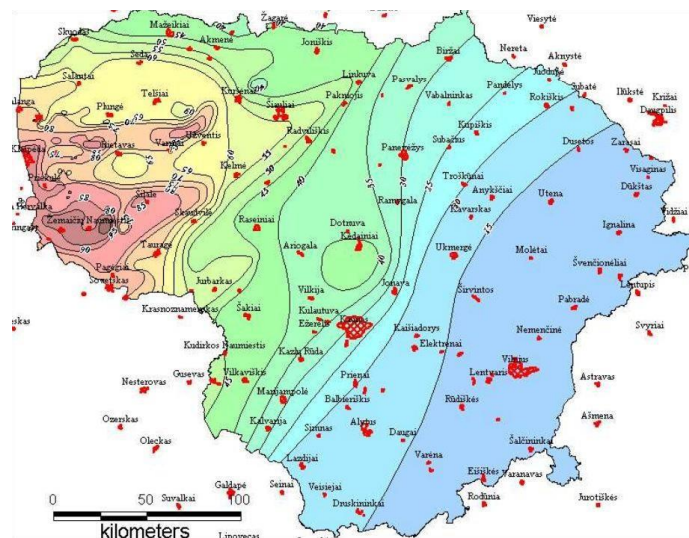 Žagarė
Mažeikiai
Skuodas
Akmenė
Joniškis
Viesytė
Biržai
Nereta
Aknystė
Seda
Salantai
Telšiai
Plungė
Kuršėnai
Šiauliai
Linkuva
Pakruojis
Pasvalys
Vabalninkas
Pandėlys
Rokiškis
Križai
Daugpilis
Radviliškis
Kupiškis
Subačius
Panevėžys
Dusetos
Zarasai
Rietavas
Kelmė
Užventis
Visaginas
Dūkštas
Troškūnai
Anykščiai
Utena
Šilalė
Skaudvilė
Ramygala
Kavarskas
Vidžiai
Ignalina
Raseiniai
Dotnuva
Kėdainiai
Ariogala
Tauragė
Ukmergė
Molėtai
Švenčionėliai
Pagėgiai
Sovetskas
Jurbarkas
Vilkija
Jonava
Širvintos
Lentupis
Pabradė
Krasnoznamenskas
Šakiai
Kulautuva
Ežerėlis
Kaunas
Kaišiadorys
Elektrėnai
Nemenčinė
Svyriai
Kudirkos Naumiestis
Kazlų Rūda
Vilnius
Lentvaris
Nesterovas
Gusevas
Vilkaviškis
Prienai
Astravas
Marijampolė
Balbieriškis
Rūdiškės
Ozerskas
Kalvarija
Simnas
Alytus
Daugai
Ašmena
Oleckas
Šalčininkai
Lazdijai
Varėna
Eišiškės
Varanavas
Galdapė
Seinai
Veisiejai
Suvalkai
Druskininkai
Rodūnia
Jurotiškės
0 50 100
kilometers